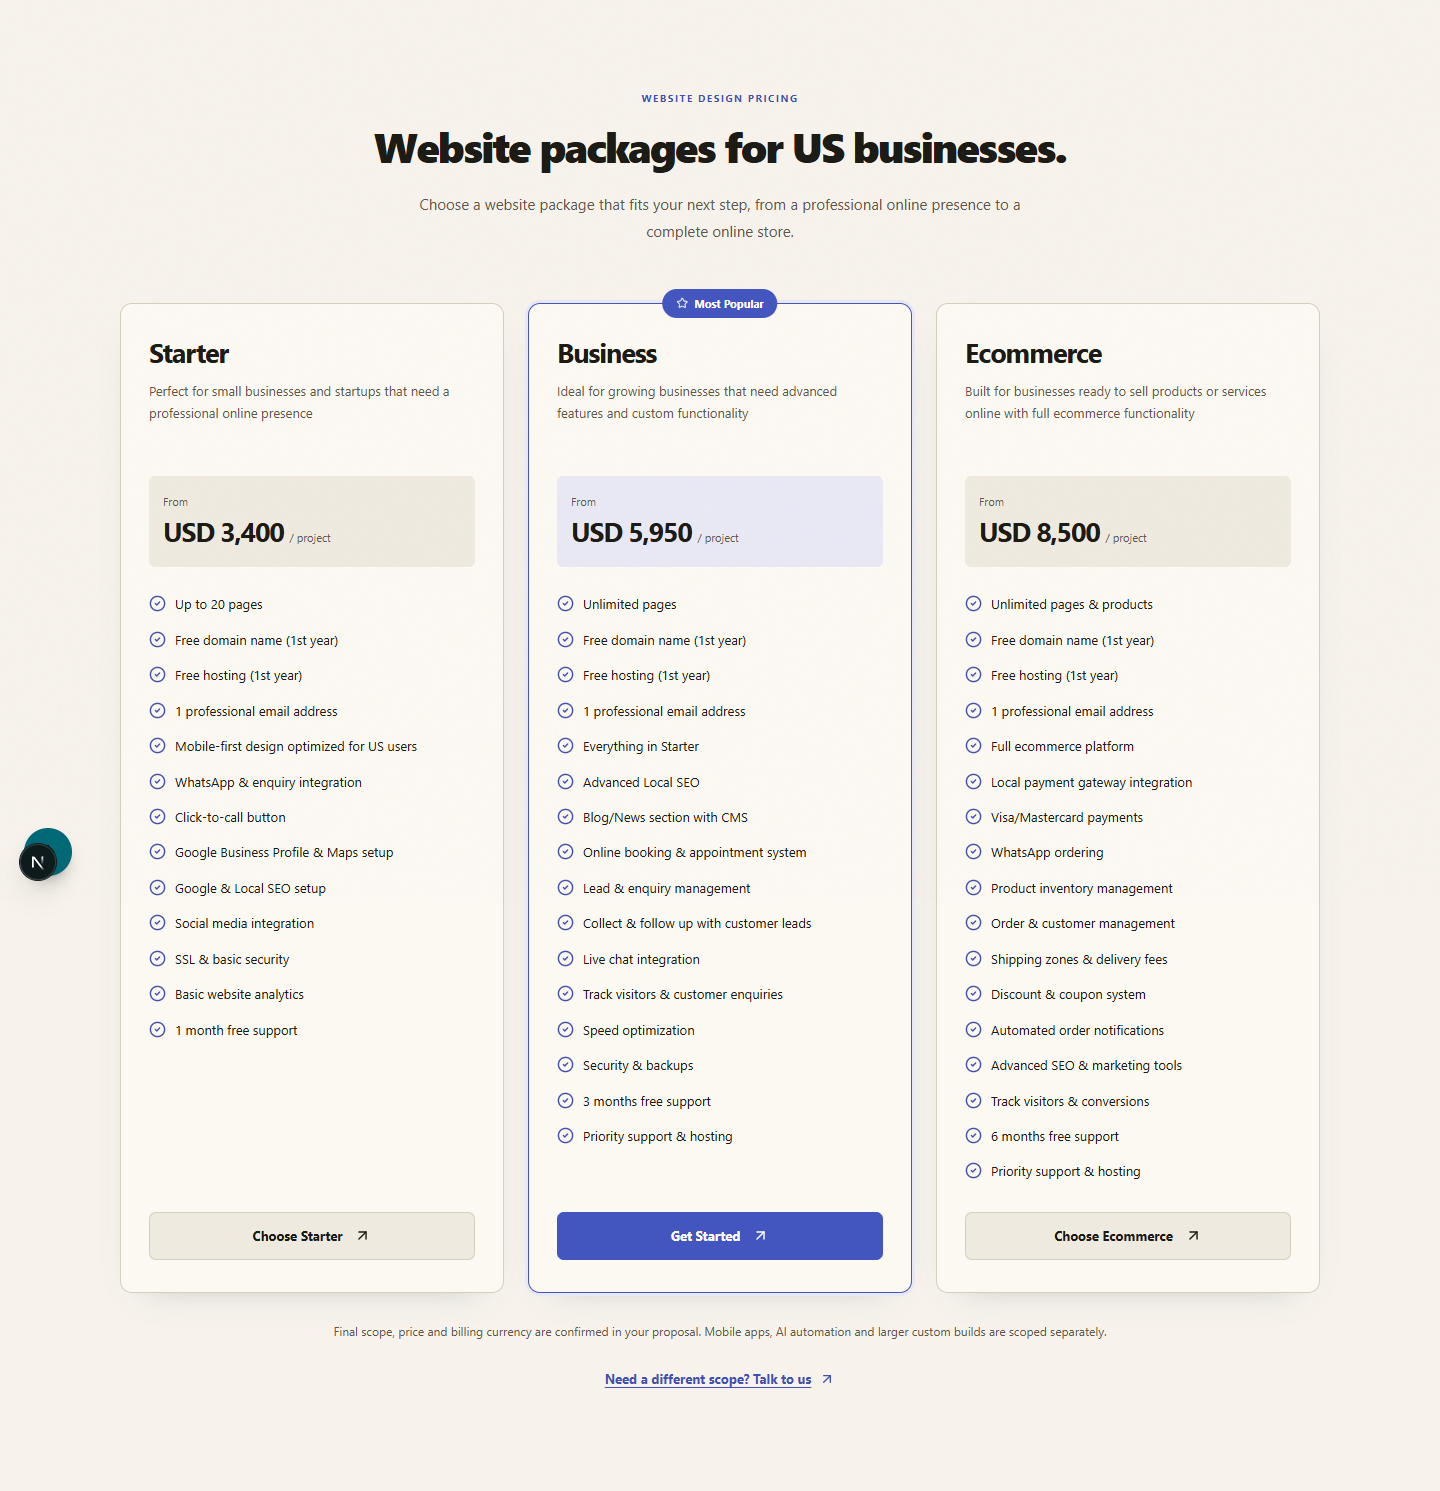 WEBSITE DESIGN PRICING
Website packages for US businesses.
Choose a website package that fits your next step, from a professional online presence to a
complete online store.
Starter
Perfect for small businesses and startups that need a
professional online presence
From
USD 3,400 / project
Up to 20 pages
Free domain name (1st year)
Free hosting (1st year)
1 professional email address
Mobile-first design optimized for US users
WhatsApp & enquiry integration
Click-to-call button
Google Business Profile & Maps setup
Google & Local SEO setup
Social media integration
SSL & basic security
Basic website analytics
1 month free support
Choose Starter
Most Popular
Business
Ideal for growing businesses that need advanced
features and custom functionality
From
USD 5,950 / project
Unlimited pages
Free domain name (1st year)
Free hosting (1st year)
1 professional email address
Everything in Starter
Advanced Local SEO
Blog/News section with CMS
Online booking & appointment system
Lead & enquiry management
Collect & follow up with customer leads
Live chat integration
Track visitors & customer enquiries
Speed optimization
Security & backups
3 months free support
Priority support & hosting
Get Started
Ecommerce
Built for businesses ready to sell products or services
online with full ecommerce functionality
From
USD 8,500 / project
Unlimited pages & products
Free domain name (1st year)
Free hosting (1st year)
1 professional email address
Full ecommerce platform
Local payment gateway integration
Visa/Mastercard payments
WhatsApp ordering
Product inventory management
Order & customer management
Shipping zones & delivery fees
Discount & coupon system
Automated order notifications
Advanced SEO & marketing tools
Track visitors & conversions
6 months free support
Priority support & hosting
Choose Ecommerce
N
Final scope, price and billing currency are confirmed in your proposal. Mobile apps, AI automation and larger custom builds are scoped separately.
Need a different scope? Talk to us